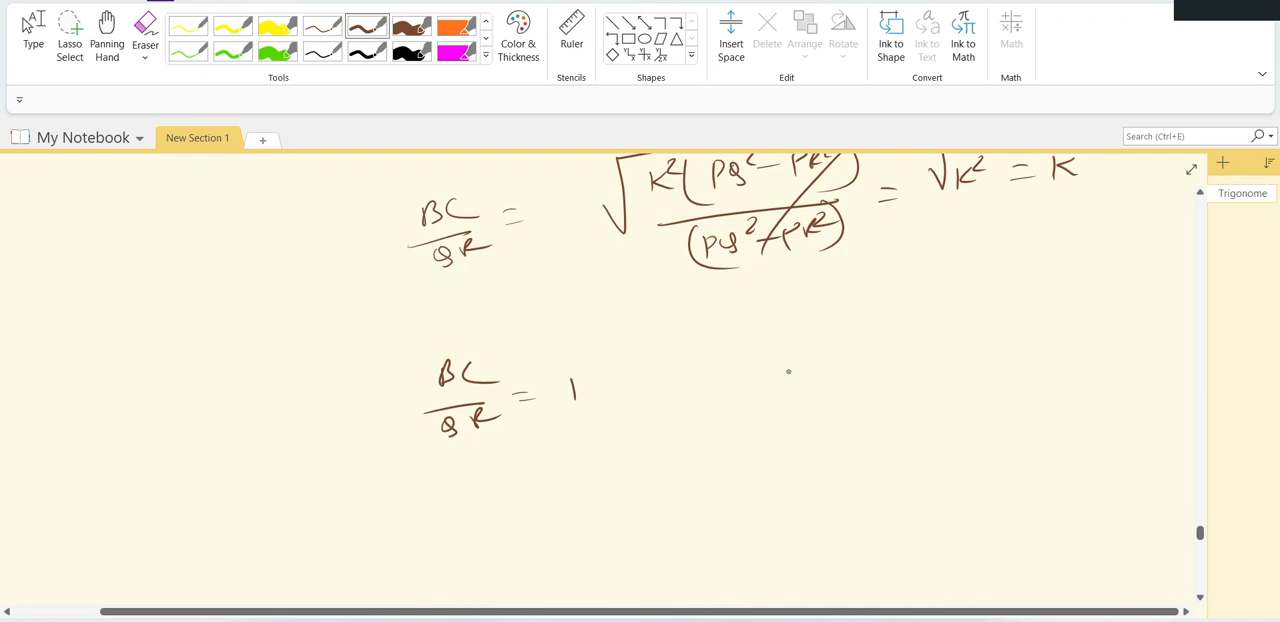 Type
Lasso Select
Panning Hand
Eraser
Color & Thickness
Ruler
Insert Space
Delete
Arrange
Rotate
Ink to Shape
Ink to Text
Ink to Math
Math
Tools
Stencils
Shapes
Edit
Convert
Math
My Notebook
New Section 1
Search (Ctrl+E)
Trigonome
BC/QR = √(K²(PQ² − PR²)/(PQ² − PR²)) = √K² = K
BC/QR = 1